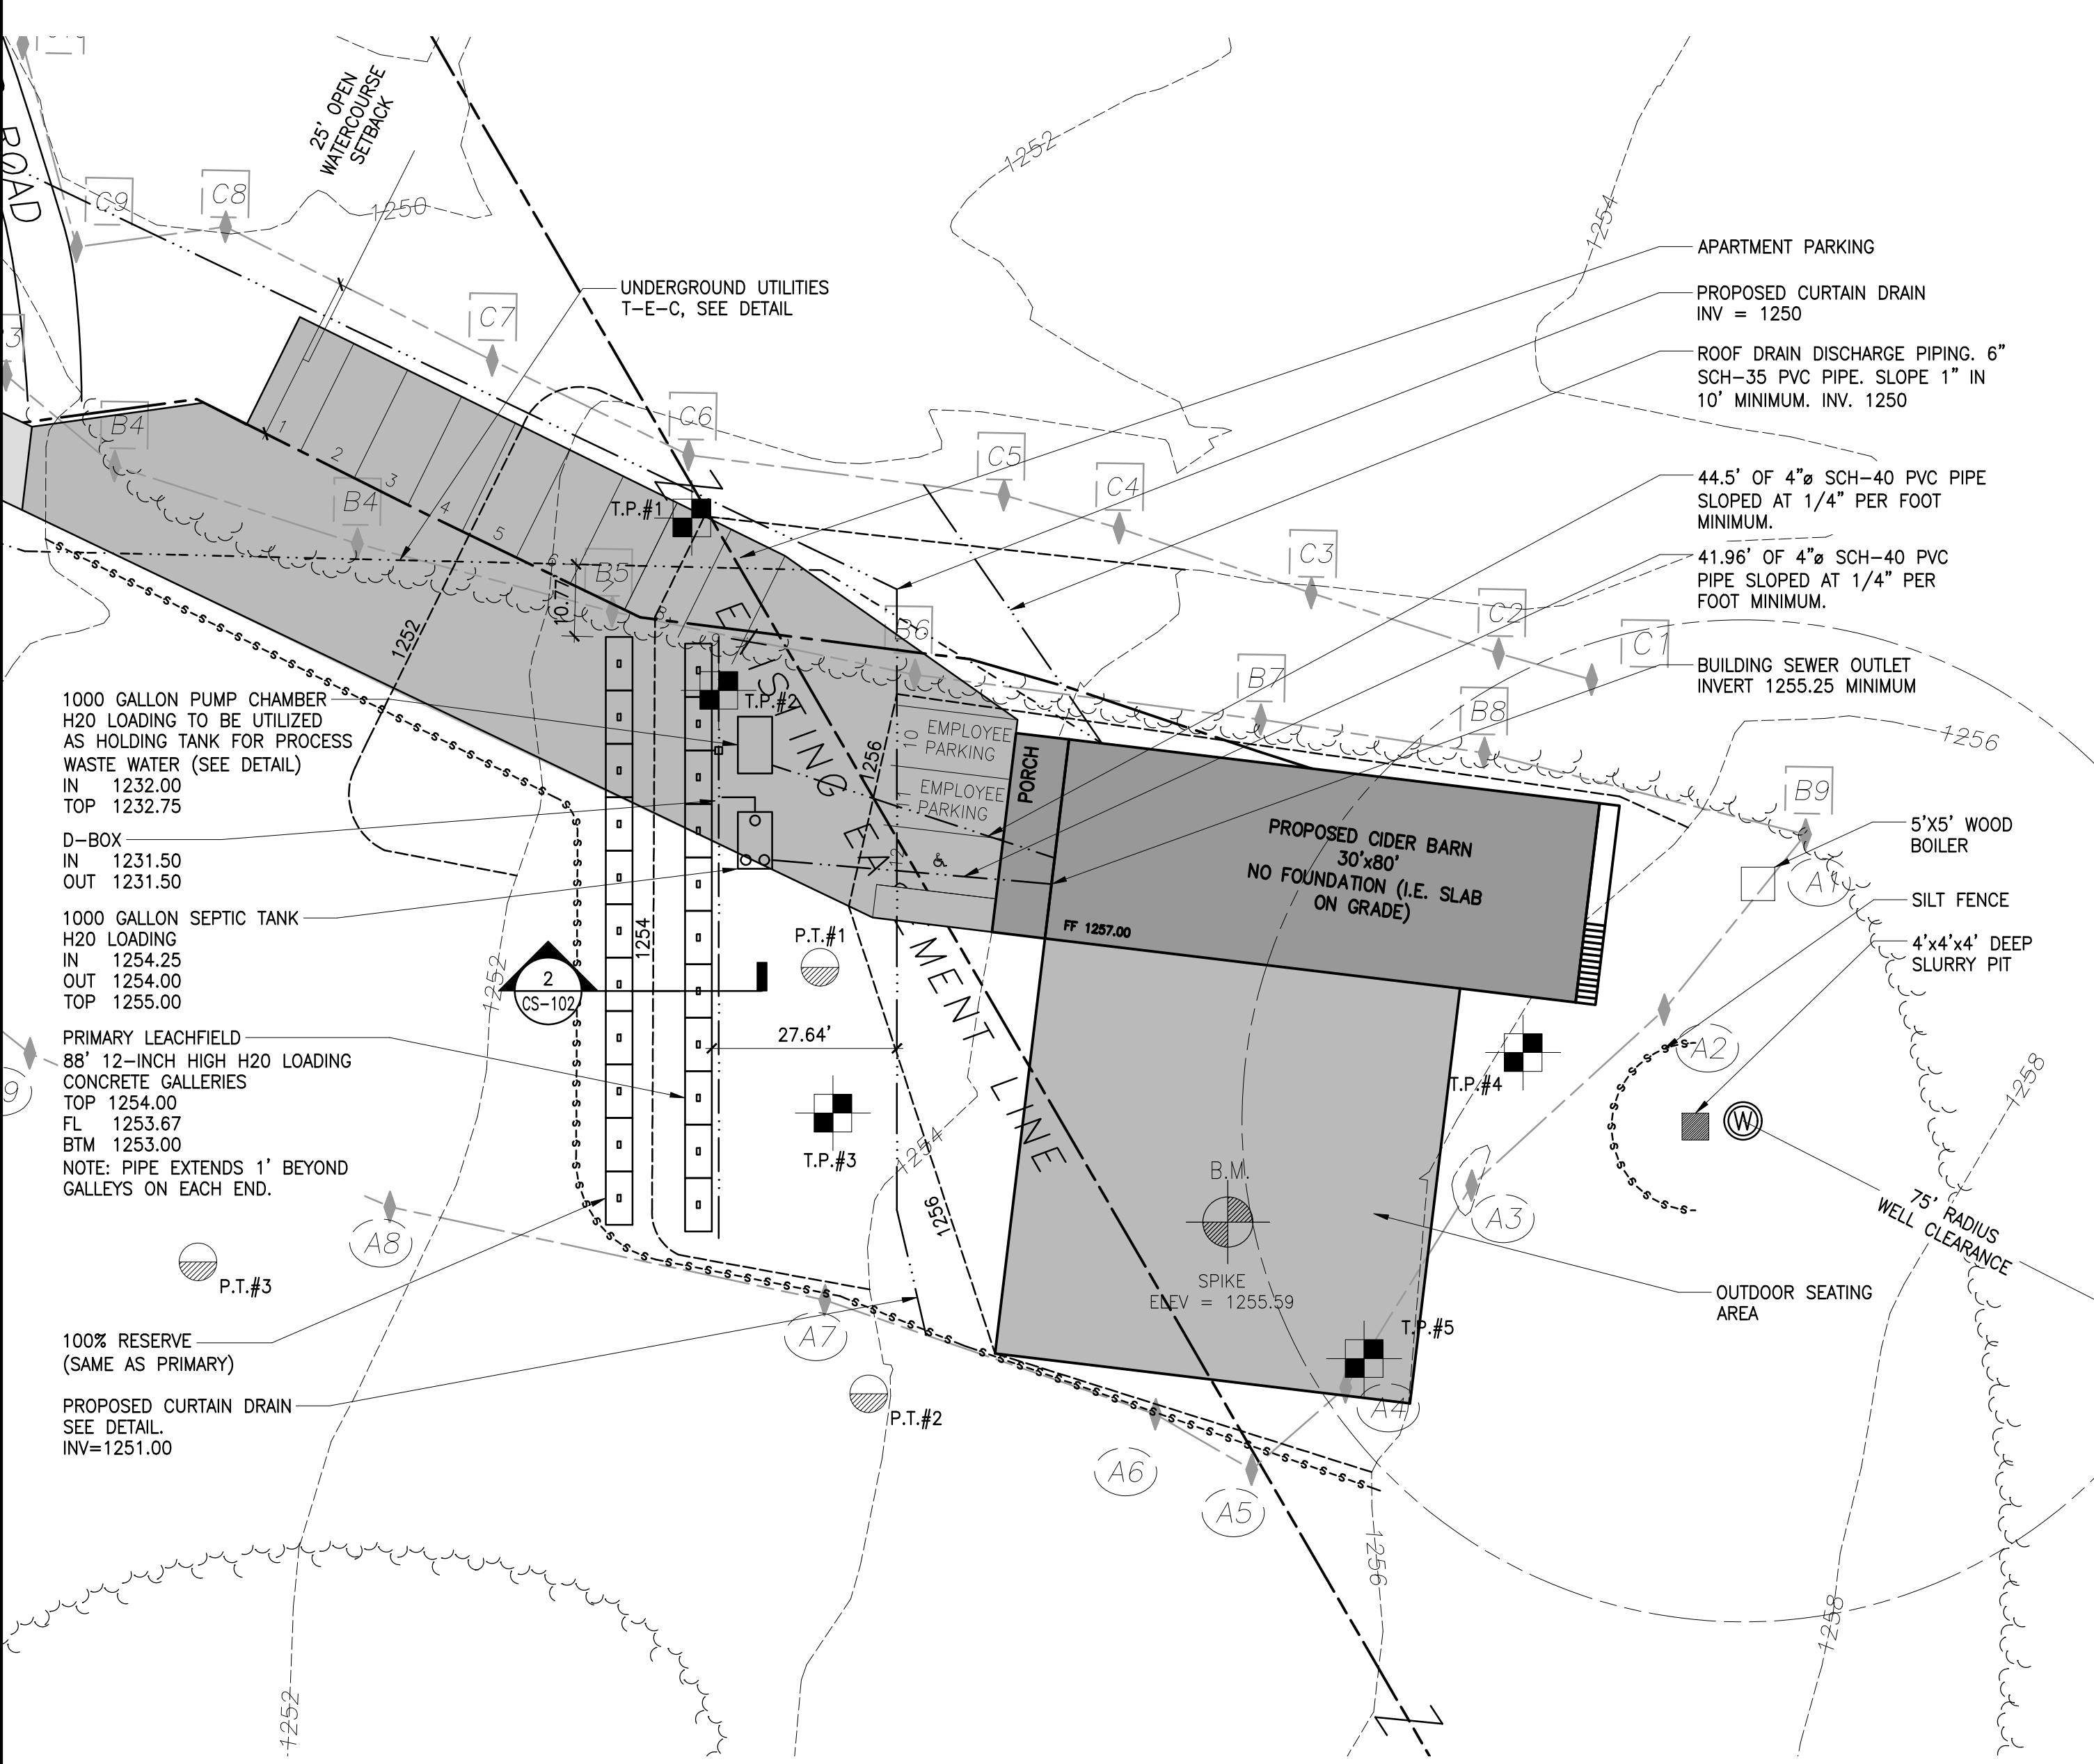 ROAD
25' OPEN
WATERCOURSE
SETBACK
1250
1252
1254
C9
C8
C7
C6
C5
C4
C3
C2
C1
B4
B4
B5
B6
B7
B8
B9
UNDERGROUND UTILITIES
T-E-C, SEE DETAIL
APARTMENT PARKING
PROPOSED CURTAIN DRAIN
INV = 1250
ROOF DRAIN DISCHARGE PIPING. 6"
SCH-35 PVC PIPE. SLOPE 1" IN
10' MINIMUM. INV. 1250
44.5' OF 4"ø SCH-40 PVC PIPE
SLOPED AT 1/4" PER FOOT
MINIMUM.
41.96' OF 4"ø SCH-40 PVC
PIPE SLOPED AT 1/4" PER
FOOT MINIMUM.
BUILDING SEWER OUTLET
INVERT 1255.25 MINIMUM
1
2
3
4
5
6
8
T.P.#1
T.P.#2
1252
1256
1256
EXISTING EASEMENT LINE
10
EMPLOYEE
PARKING
11
EMPLOYEE
PARKING
12
PORCH
PROPOSED CIDER BARN
30'x80'
NO FOUNDATION (I.E. SLAB
ON GRADE)
FF 1257.00
5'X5' WOOD
BOILER
SILT FENCE
4'x4'x4' DEEP
SLURRY PIT
1000 GALLON PUMP CHAMBER
H20 LOADING TO BE UTILIZED
AS HOLDING TANK FOR PROCESS
WASTE WATER (SEE DETAIL)
IN 1232.00
TOP 1232.75
D-BOX
IN 1231.50
OUT 1231.50
1000 GALLON SEPTIC TANK
H20 LOADING
IN 1254.25
OUT 1254.00
TOP 1255.00
PRIMARY LEACHFIELD
88' 12-INCH HIGH H20 LOADING
CONCRETE GALLERIES
TOP 1254.00
FL 1253.67
BTM 1253.00
NOTE: PIPE EXTENDS 1' BEYOND
GALLEYS ON EACH END.
100% RESERVE
(SAME AS PRIMARY)
PROPOSED CURTAIN DRAIN
SEE DETAIL.
INV=1251.00
1252
2
CS-102
1254
P.T.#1
27.64'
T.P.#3
1254
1256
P.T.#3
P.T.#2
A1
A2
A3
A4
A5
A6
A7
A8
T.P.#4
T.P.#5
B.M.
SPIKE
ELEV = 1255.59
W
75' RADIUS
WELL CLEARANCE
OUTDOOR SEATING
AREA
1258
1258
1256
1252